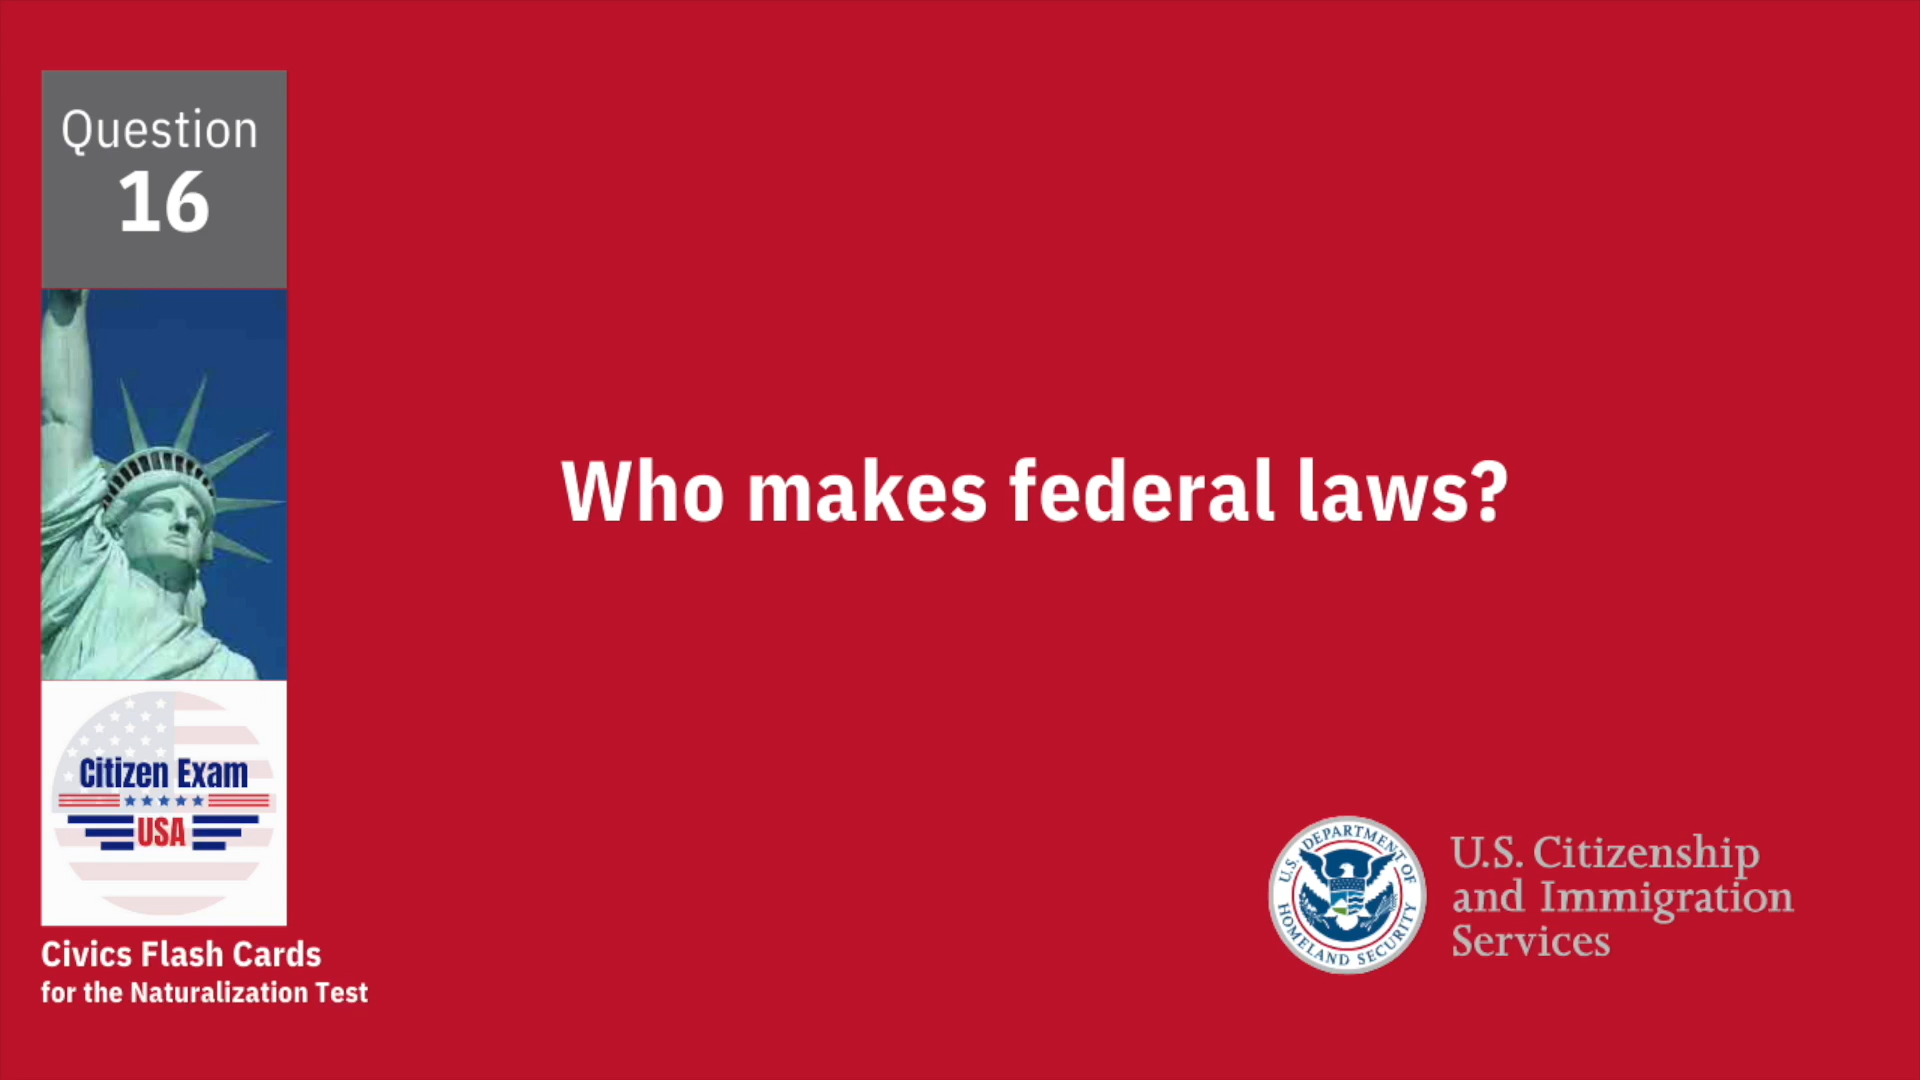 Question
16
Who makes federal laws?
Citizen Exam
USA
U.S. DEPARTMENT OF
HOMELAND SECURITY
U.S. Citizenship
and Immigration
Services
Civics Flash Cards
for the Naturalization Test